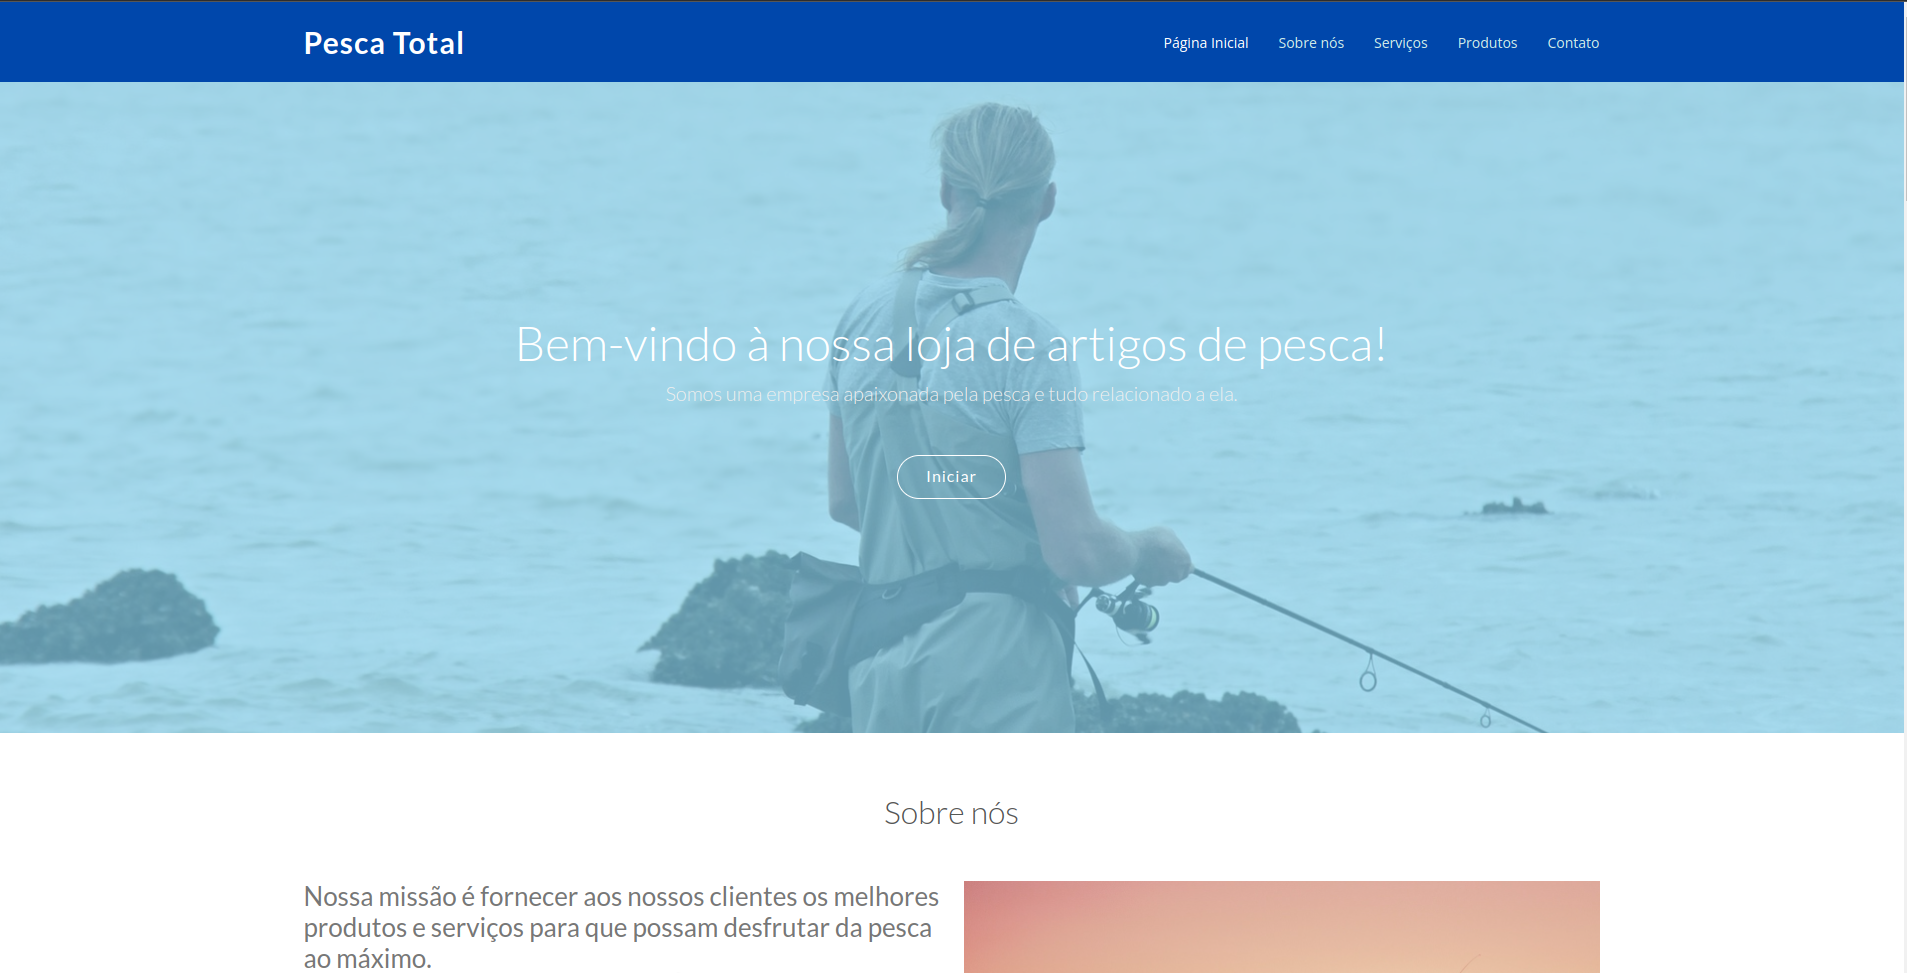 Pesca Total
Página Inicial Sobre nós Serviços Produtos Contato
Bem-vindo à nossa loja de artigos de pesca!
Somos uma empresa apaixonada pela pesca e tudo relacionado a ela.
Iniciar
Sobre nós
Nossa missão é fornecer aos nossos clientes os melhores
produtos e serviços para que possam desfrutar da pesca
ao máximo.